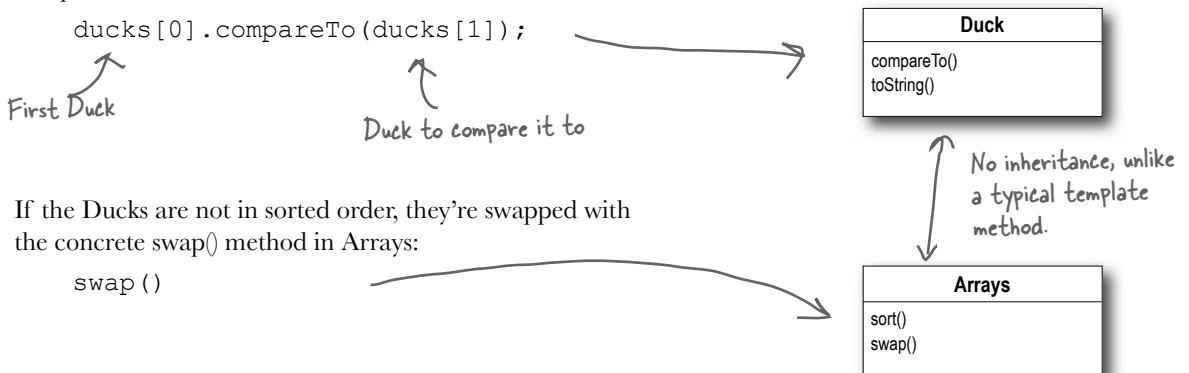 ducks[0].compareTo(ducks[1]);
First Duck
Duck to compare it to
If the Ducks are not in sorted order, they're swapped with
the concrete swap() method in Arrays:
swap()
Duck
compareTo()
toString()
No inheritance, unlike
a typical template
method.
Arrays
sort()
swap()